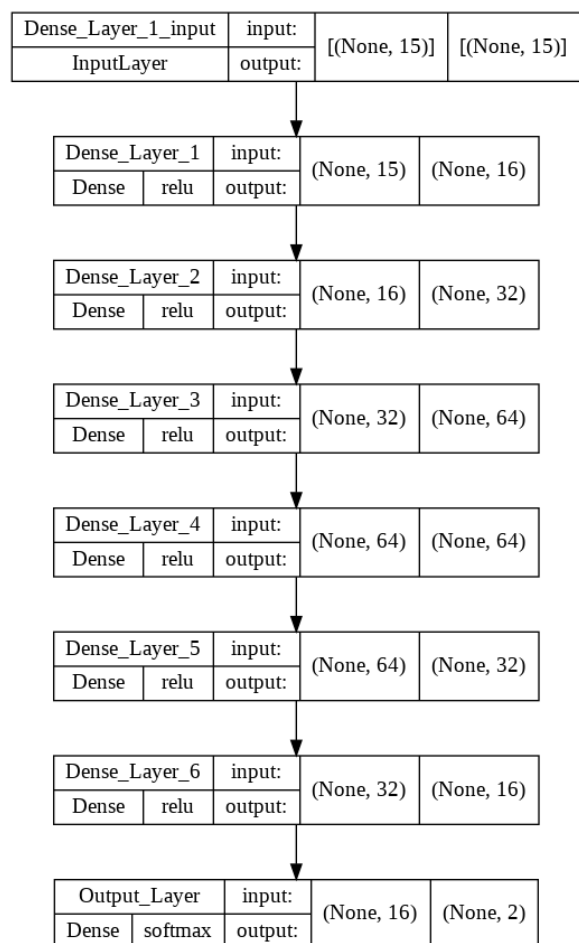 Dense_Layer_1_input input: [(None, 15)] [(None, 15)]
InputLayer output:
Dense_Layer_1 input: (None, 15) (None, 16)
Dense relu output:
Dense_Layer_2 input: (None, 16) (None, 32)
Dense relu output:
Dense_Layer_3 input: (None, 32) (None, 64)
Dense relu output:
Dense_Layer_4 input: (None, 64) (None, 64)
Dense relu output:
Dense_Layer_5 input: (None, 64) (None, 32)
Dense relu output:
Dense_Layer_6 input: (None, 32) (None, 16)
Dense relu output:
Output_Layer input: (None, 16) (None, 2)
Dense softmax output: